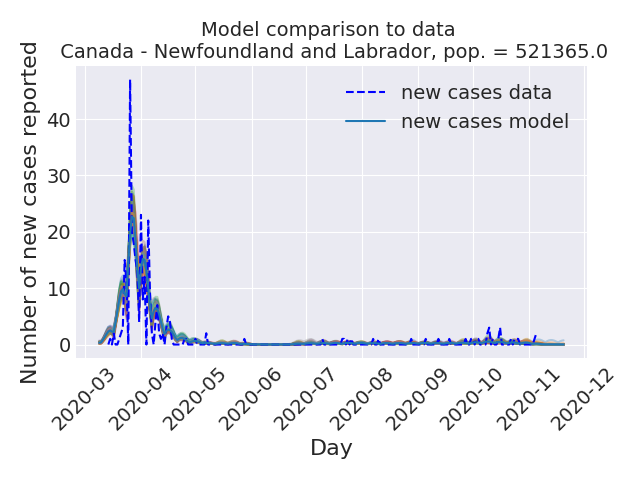 Model comparison to data
Canada - Newfoundland and Labrador, pop. = 521365.0
Number of new cases reported
40
30
20
10
0
new cases data
new cases model
2020-03
2020-04
2020-05
2020-06
2020-07
2020-08
2020-09
2020-10
2020-11
2020-12
Day